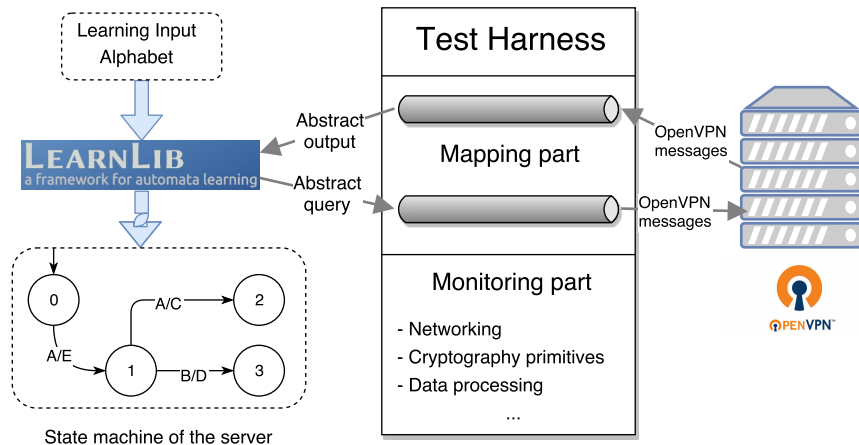 Learning Input
Alphabet
LEARNLIB
a framework for automata learning
0
A/E
1
A/C
2
B/D
3
State machine of the server
Abstract
output
Abstract
query
Test Harness
Mapping part
Monitoring part
- Networking
- Cryptography primitives
- Data processing
...
OpenVPN
messages
OpenVPN
messages
OPENVPN™